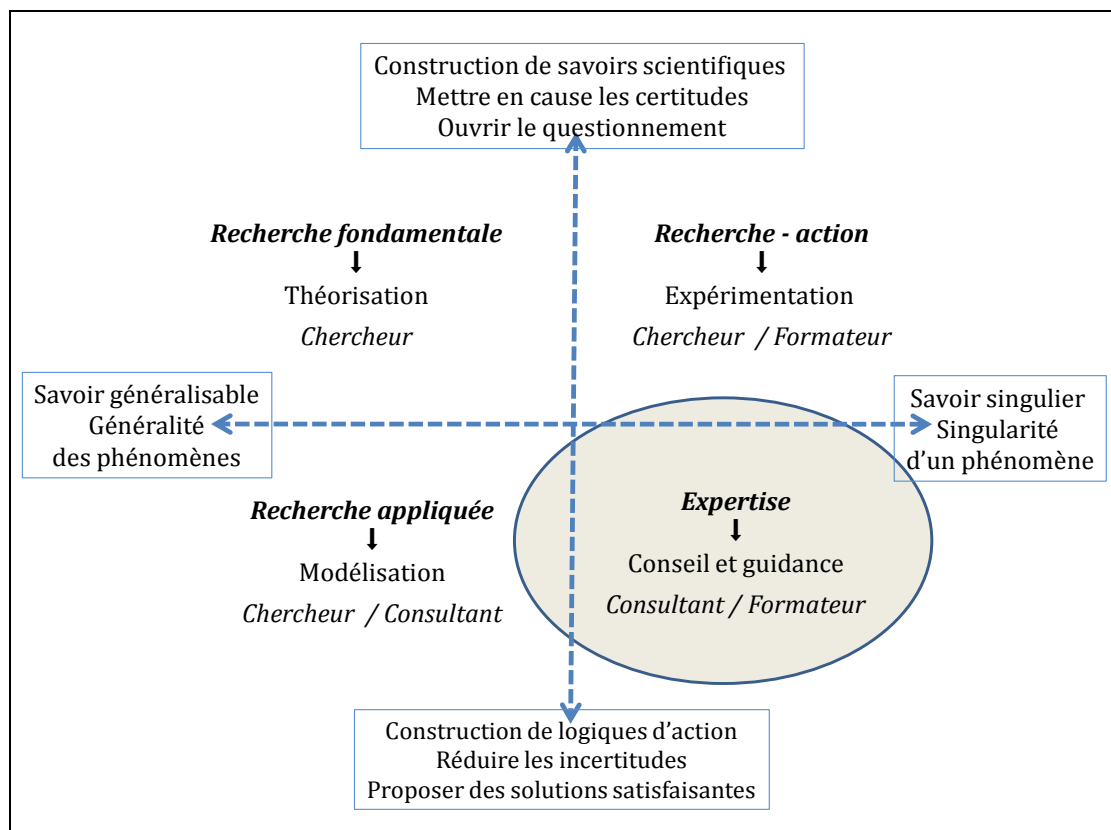 Construction de savoirs scientifiques
Mettre en cause les certitudes
Ouvrir le questionnement
Recherche fondamentale
Théorisation
Chercheur
Recherche - action
Expérimentation
Chercheur / Formateur
Savoir généralisable
Généralité
des phénomènes
Savoir singulier
Singularité
d'un phénomène
Recherche appliquée
Modélisation
Chercheur / Consultant
Expertise
Conseil et guidance
Consultant / Formateur
Construction de logiques d'action
Réduire les incertitudes
Proposer des solutions satisfaisantes